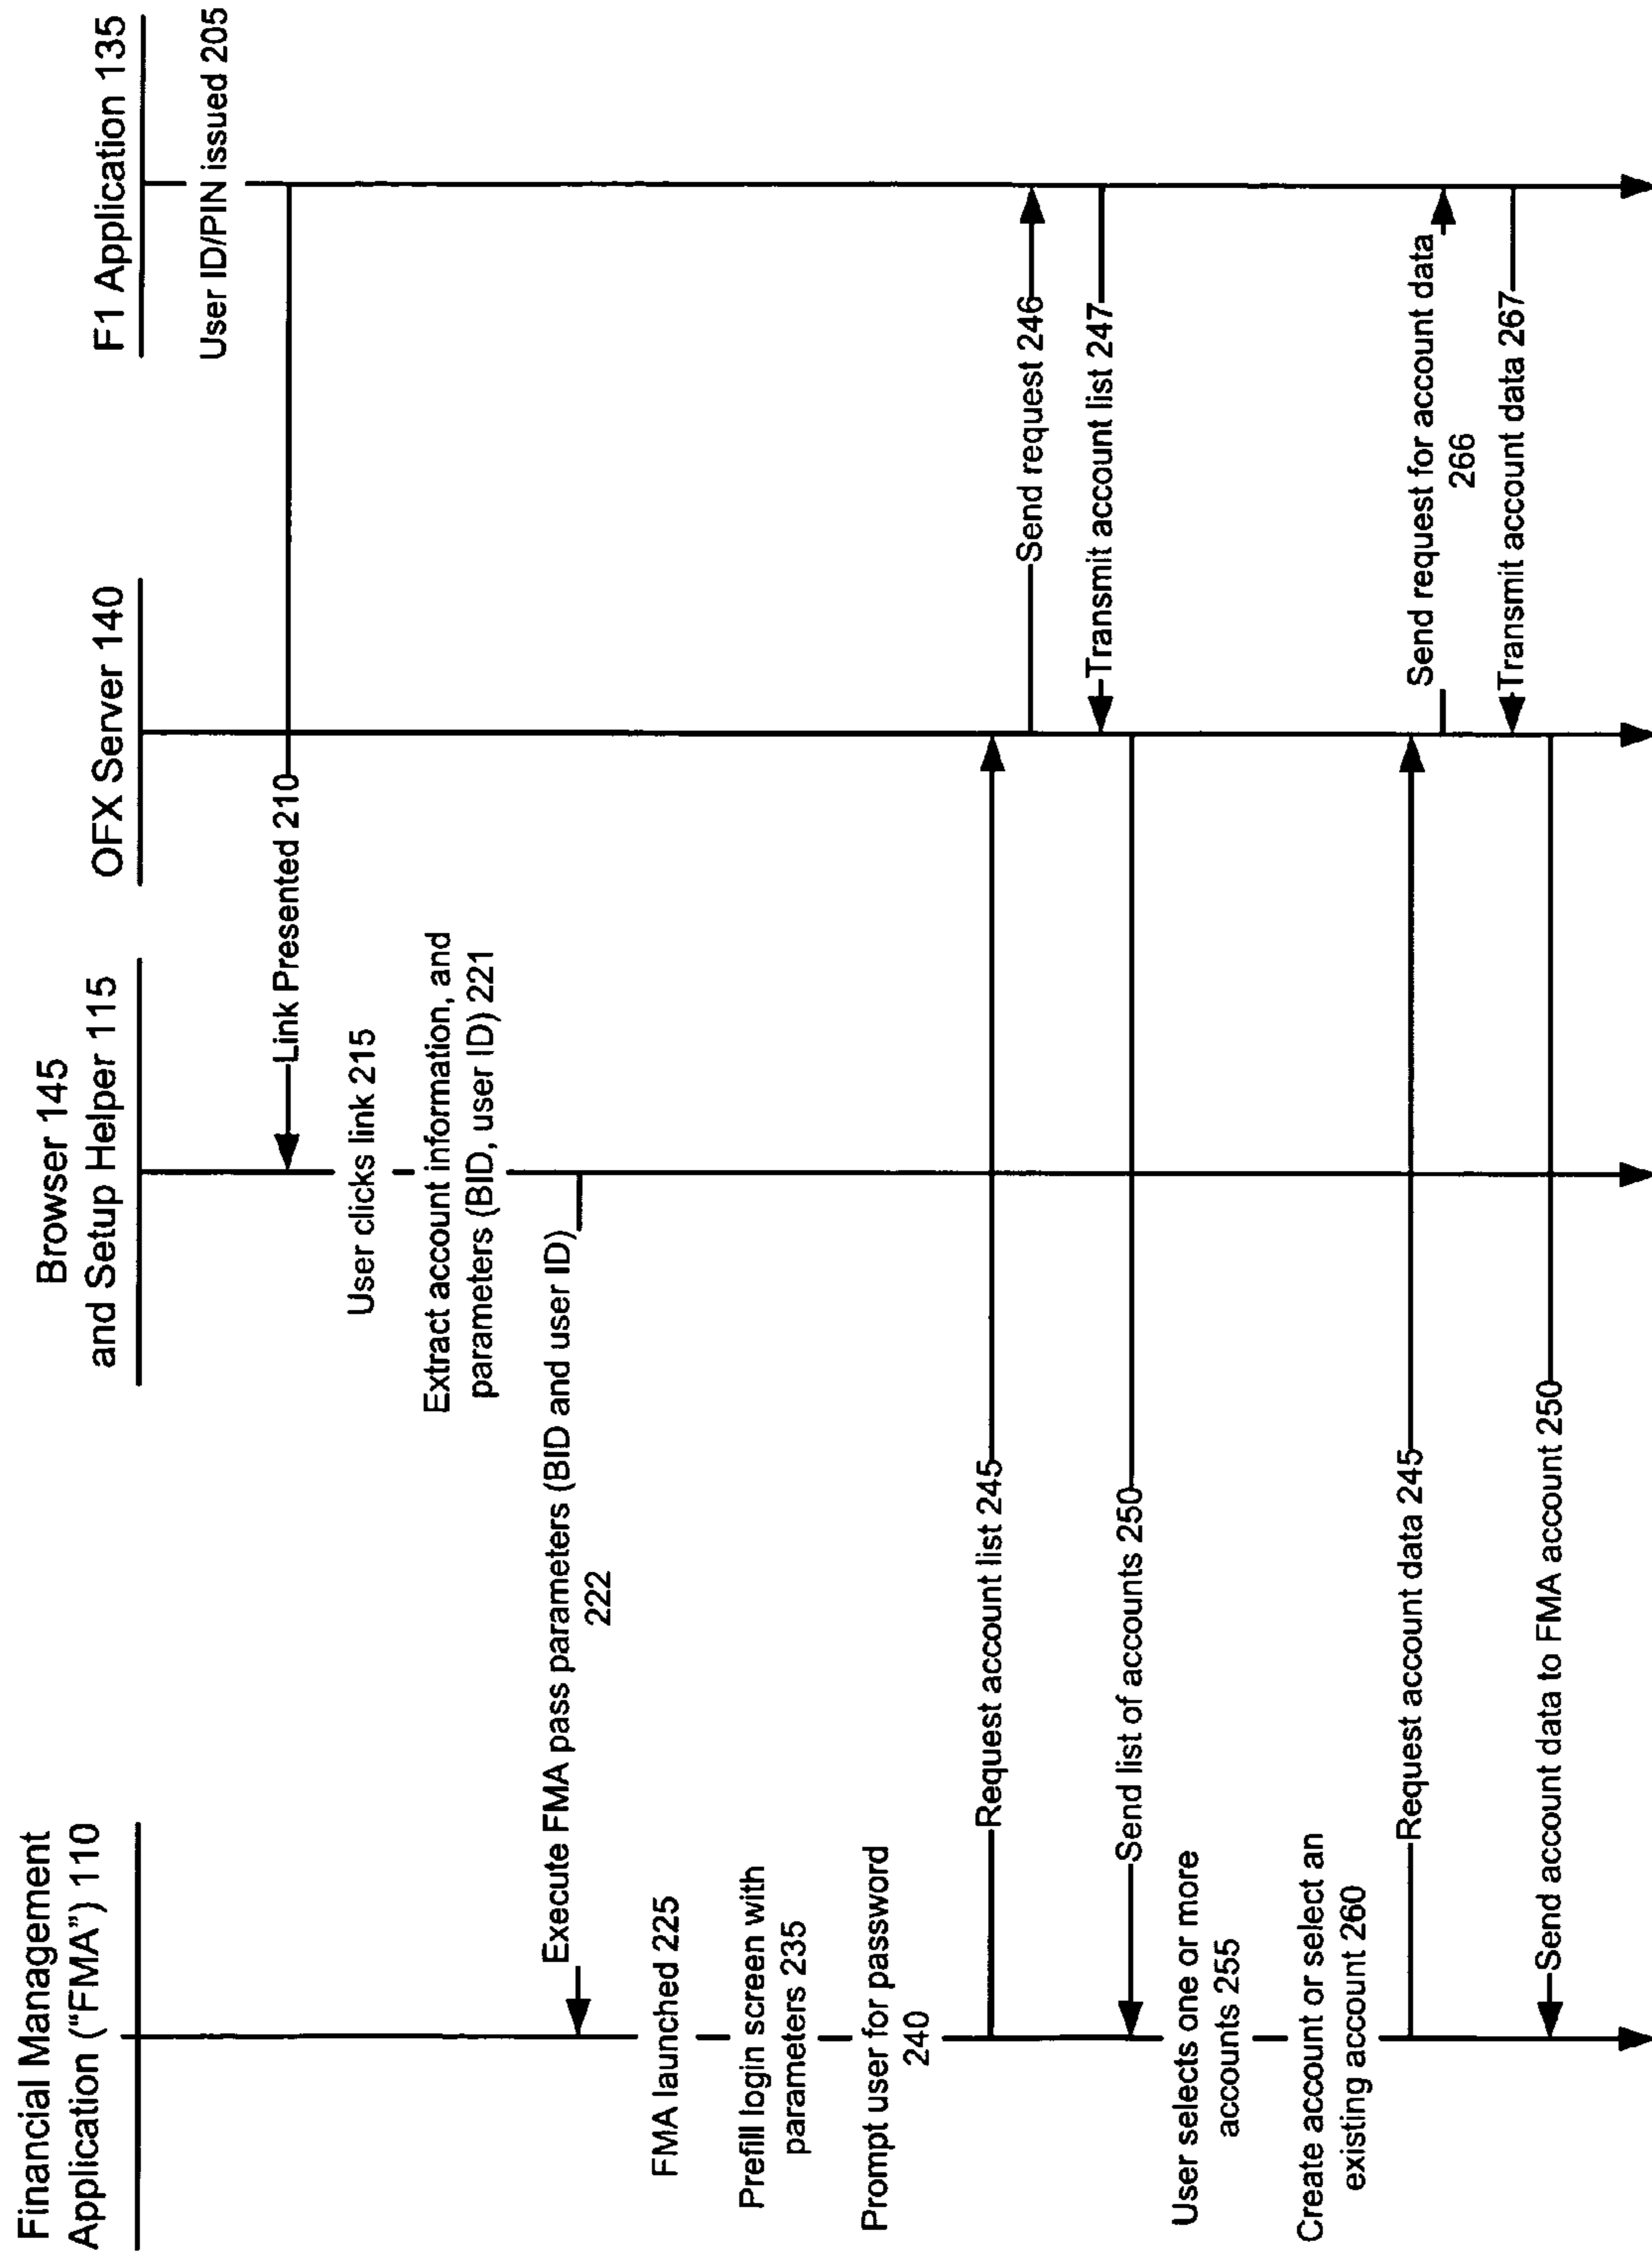 Financial Management
Application ("FMA") 110
Browser 145
and Setup Helper 115
OFX Server 140
F1 Application 135
User ID/PIN issued 205
Link Presented 210
User clicks link 215
Extract account information, and
parameters (BID, user ID) 221
Execute FMA pass parameters (BID and user ID)
222
FMA launched 225
Prefill login screen with
parameters 235
Prompt user for password
240
Request account list 245
Send request 246
Transmit account list 247
Send list of accounts 250
User selects one or more
accounts 255
Create account or select an
existing account 260
Request account data 245
Send request for account data
266
Transmit account data 267
Send account data to FMA account 250